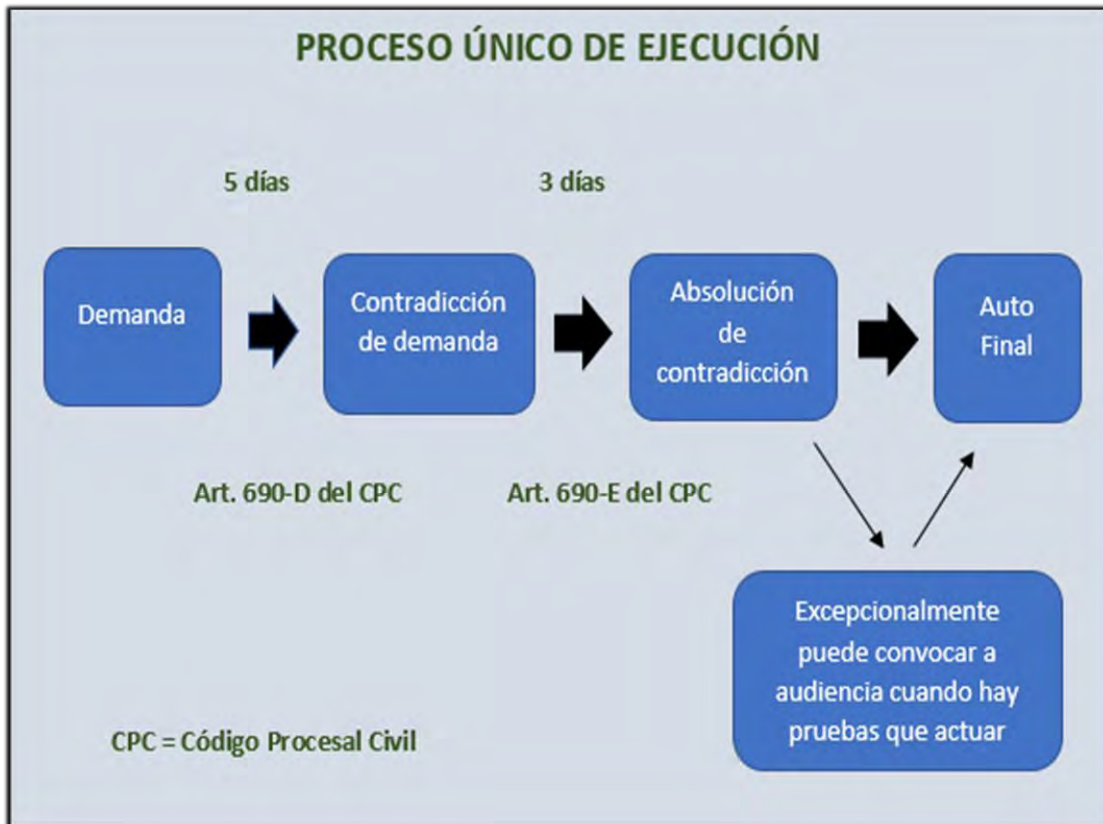 PROCESO ÚNICO DE EJECUCIÓN
5 días
3 días
Demanda
Contradicción
de demanda
Absolución
de
contradicción
Auto
Final
Art. 690-D del CPC
Art. 690-E del CPC
Excepcionalmente
puede convocar a
audiencia cuando hay
pruebas que actuar
CPC = Código Procesal Civil